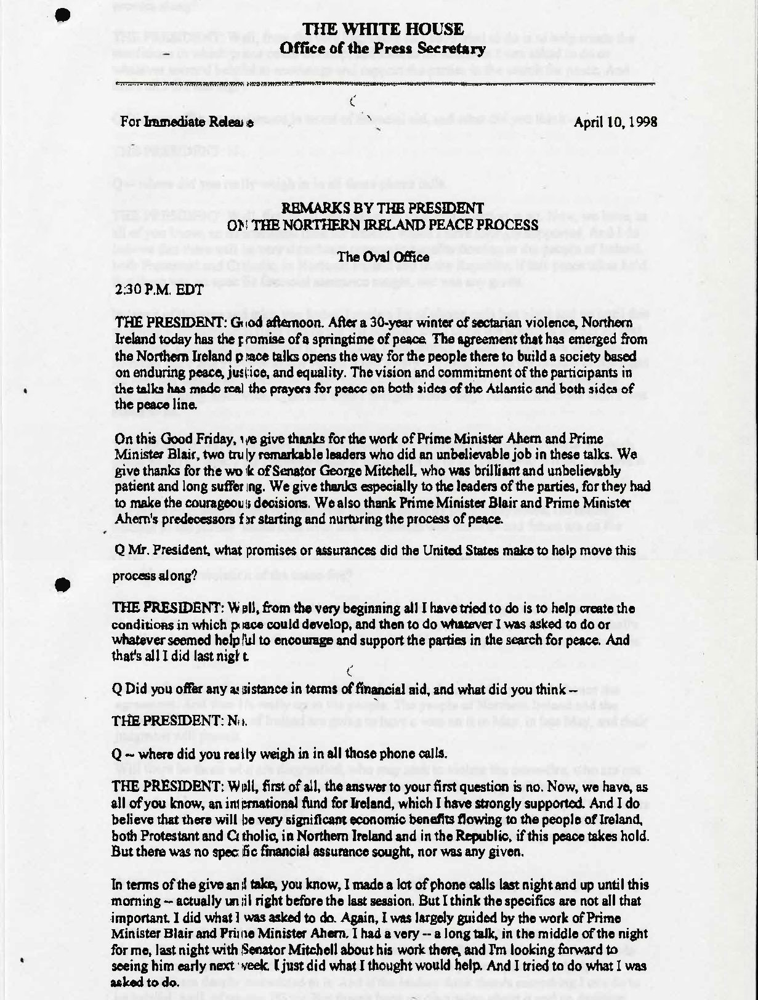 THE WHITE HOUSE
Office of the Press Secretary
For Immediate Release
April 10, 1998
REMARKS BY THE PRESIDENT
ON THE NORTHERN IRELAND PEACE PROCESS
The Oval Office
2:30 P.M. EDT
THE PRESIDENT: Good afternoon. After a 30-year winter of sectarian violence, Northern
Ireland today has the promise of a springtime of peace. The agreement that has emerged from
the Northern Ireland peace talks opens the way for the people there to build a society based
on enduring peace, justice, and equality. The vision and commitment of the participants in
the talks has made real the prayers for peace on both sides of the Atlantic and both sides of
the peace line.
On this Good Friday, we give thanks for the work of Prime Minister Ahern and Prime
Minister Blair, two truly remarkable leaders who did an unbelievable job in these talks. We
give thanks for the work of Senator George Mitchell, who was brilliant and unbelievably
patient and long suffering. We give thanks especially to the leaders of the parties, for they had
to make the courageous decisions. We also thank Prime Minister Blair and Prime Minister
Ahern's predecessors for starting and nurturing the process of peace.
Q Mr. President, what promises or assurances did the United States make to help move this
process along?
THE PRESIDENT: Well, from the very beginning all I have tried to do is to help create the
conditions in which peace could develop, and then to do whatever I was asked to do or
whatever seemed helpful to encourage and support the parties in the search for peace. And
that's all I did last night.
Q Did you offer any assistance in terms of financial aid, and what did you think --
THE PRESIDENT: No.
Q -- where did you really weigh in in all those phone calls.
THE PRESIDENT: Well, first of all, the answer to your first question is no. Now, we have, as
all of you know, an international fund for Ireland, which I have strongly supported. And I do
believe that there will be very significant economic benefits flowing to the people of Ireland,
both Protestant and Catholic, in Northern Ireland and in the Republic, if this peace takes hold.
But there was no specific financial assurance sought, nor was any given.
In terms of the give and take, you know, I made a lot of phone calls last night and up until this
morning -- actually until right before the last session. But I think the specifics are not all that
important. I did what I was asked to do. Again, I was largely guided by the work of Prime
Minister Blair and Prime Minister Ahern. I had a very -- a long talk, in the middle of the night
for me, last night with Senator Mitchell about his work there, and I'm looking forward to
seeing him early next week. I just did what I thought would help. And I tried to do what I was
asked to do.